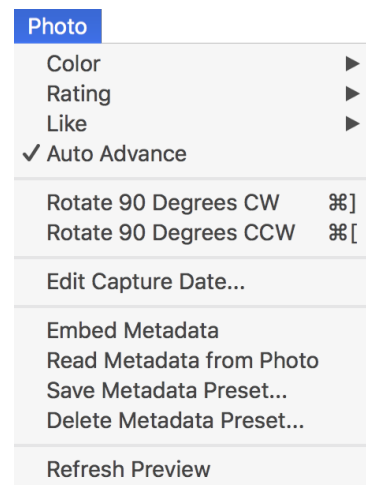 Photo
Color ▶
Rating ▶
Like ▶
✓ Auto Advance
Rotate 90 Degrees CW ⌘]
Rotate 90 Degrees CCW ⌘[
Edit Capture Date...
Embed Metadata
Read Metadata from Photo
Save Metadata Preset...
Delete Metadata Preset...
Refresh Preview